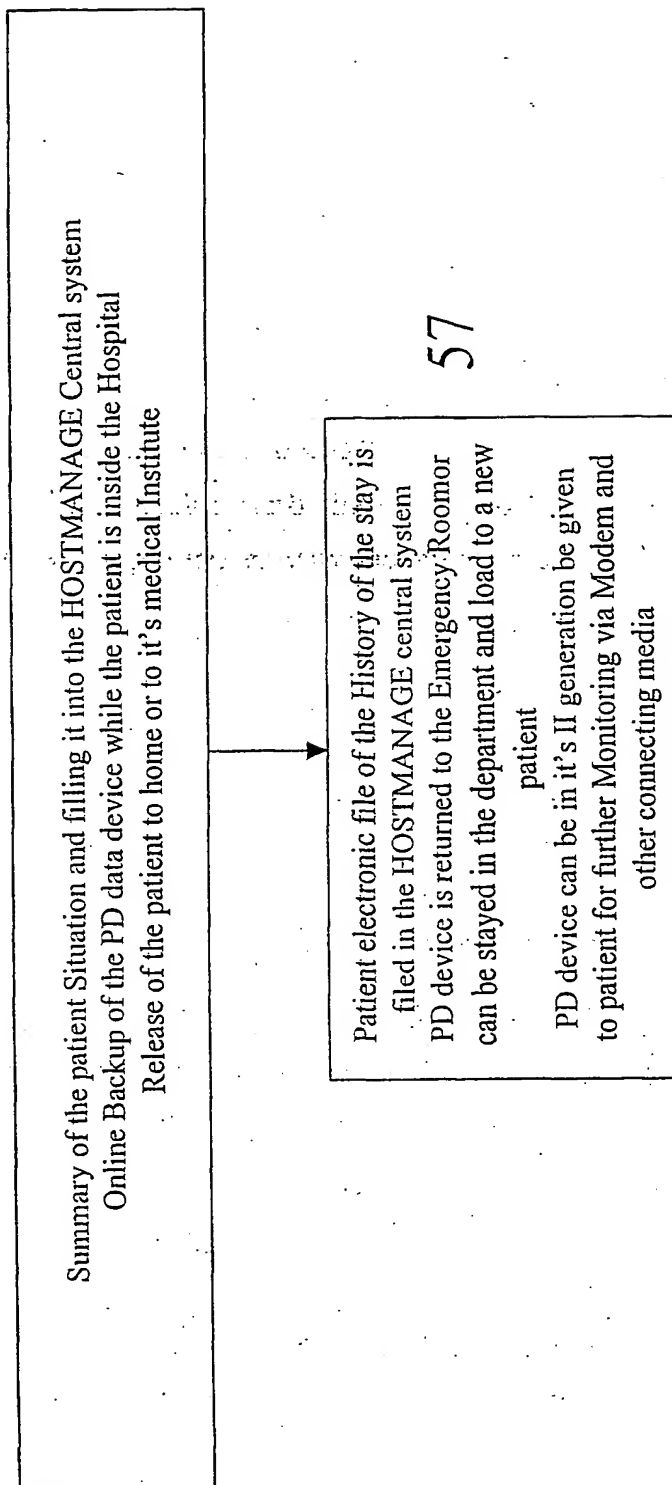 Summary of the patient Situation and filling it into the HOSTMANAGE Central system
Online Backup of the PD data device while the patient is inside the Hospital
Release of the patient to home or to it's medical Institute
Patient electronic file of the History of the stay is
filed in the HOSTMANAGE central system
PD device is returned to the Emergency Roomor
can be stayed in the department and load to a new
patient
PD device can be in it's II generation be given
to patient for further Monitoring via Modem and
other connecting media
57